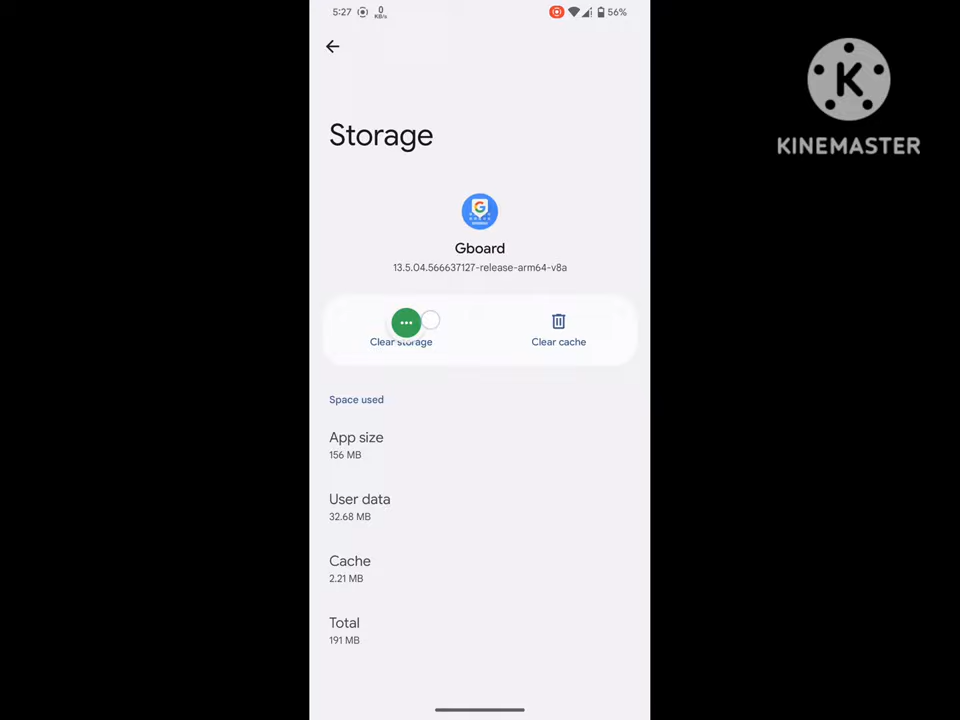 5:27
0
KB/s
56%
Storage
Gboard
13.5.04.566637127-release-arm64-v8a
Clear storage
Clear cache
Space used
App size
156 MB
User data
32.68 MB
Cache
2.21 MB
Total
191 MB
K
KINEMASTER